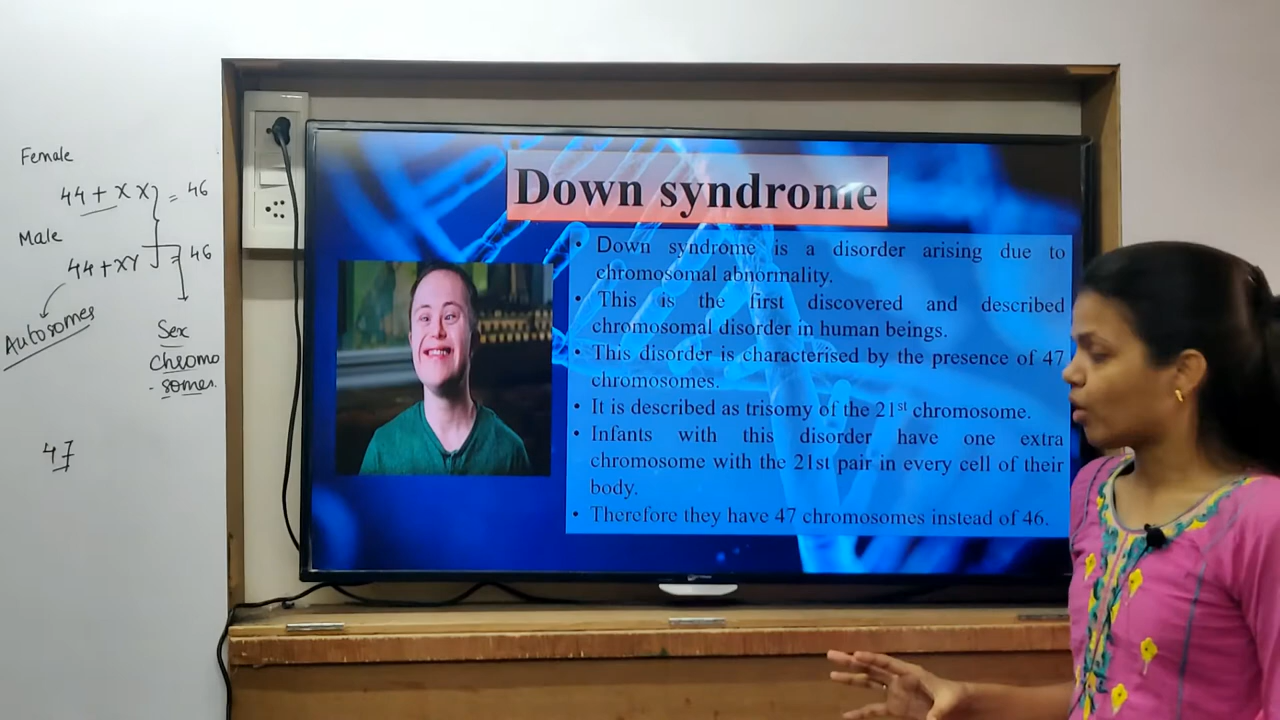 Female
44 + X X = 46
Male
44 + XY = 46
Autosomes
Sex
chromo
- somes.
47
Down syndrome
• Down syndrome is a disorder arising due to
chromosomal abnormality.
• This is the first discovered and described
chromosomal disorder in human beings.
• This disorder is characterised by the presence of 47
chromosomes.
• It is described as trisomy of the 21st chromosome.
• Infants with this disorder have one extra
chromosome with the 21st pair in every cell of their
body.
• Therefore they have 47 chromosomes instead of 46.